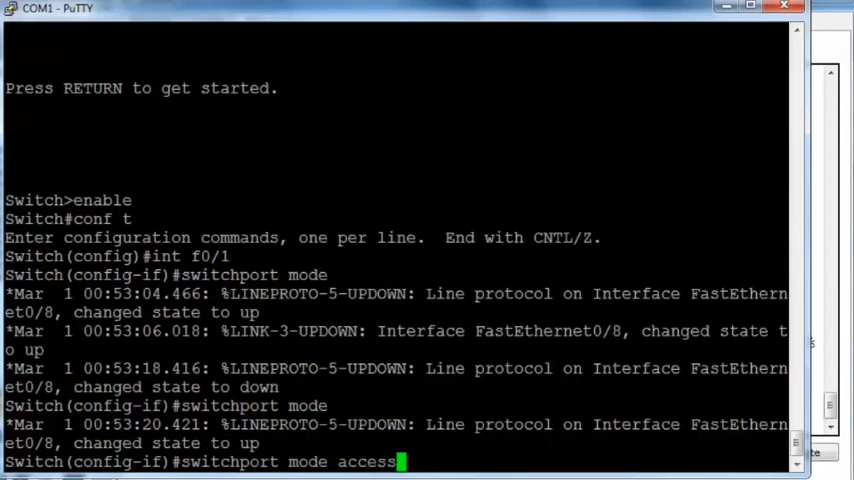 COM1 - PuTTY
Press RETURN to get started.
Switch>enable
Switch#conf t
Enter configuration commands, one per line.  End with CNTL/Z.
Switch(config)#int f0/1
Switch(config-if)#switchport mode
*Mar  1 00:53:04.466: %LINEPROTO-5-UPDOWN: Line protocol on Interface FastEthern
et0/8, changed state to up
*Mar  1 00:53:06.018: %LINK-3-UPDOWN: Interface FastEthernet0/8, changed state t
o up
*Mar  1 00:53:18.416: %LINEPROTO-5-UPDOWN: Line protocol on Interface FastEthern
et0/8, changed state to down
Switch(config-if)#switchport mode
*Mar  1 00:53:20.421: %LINEPROTO-5-UPDOWN: Line protocol on Interface FastEthern
et0/8, changed state to up
Switch(config-if)#switchport mode access